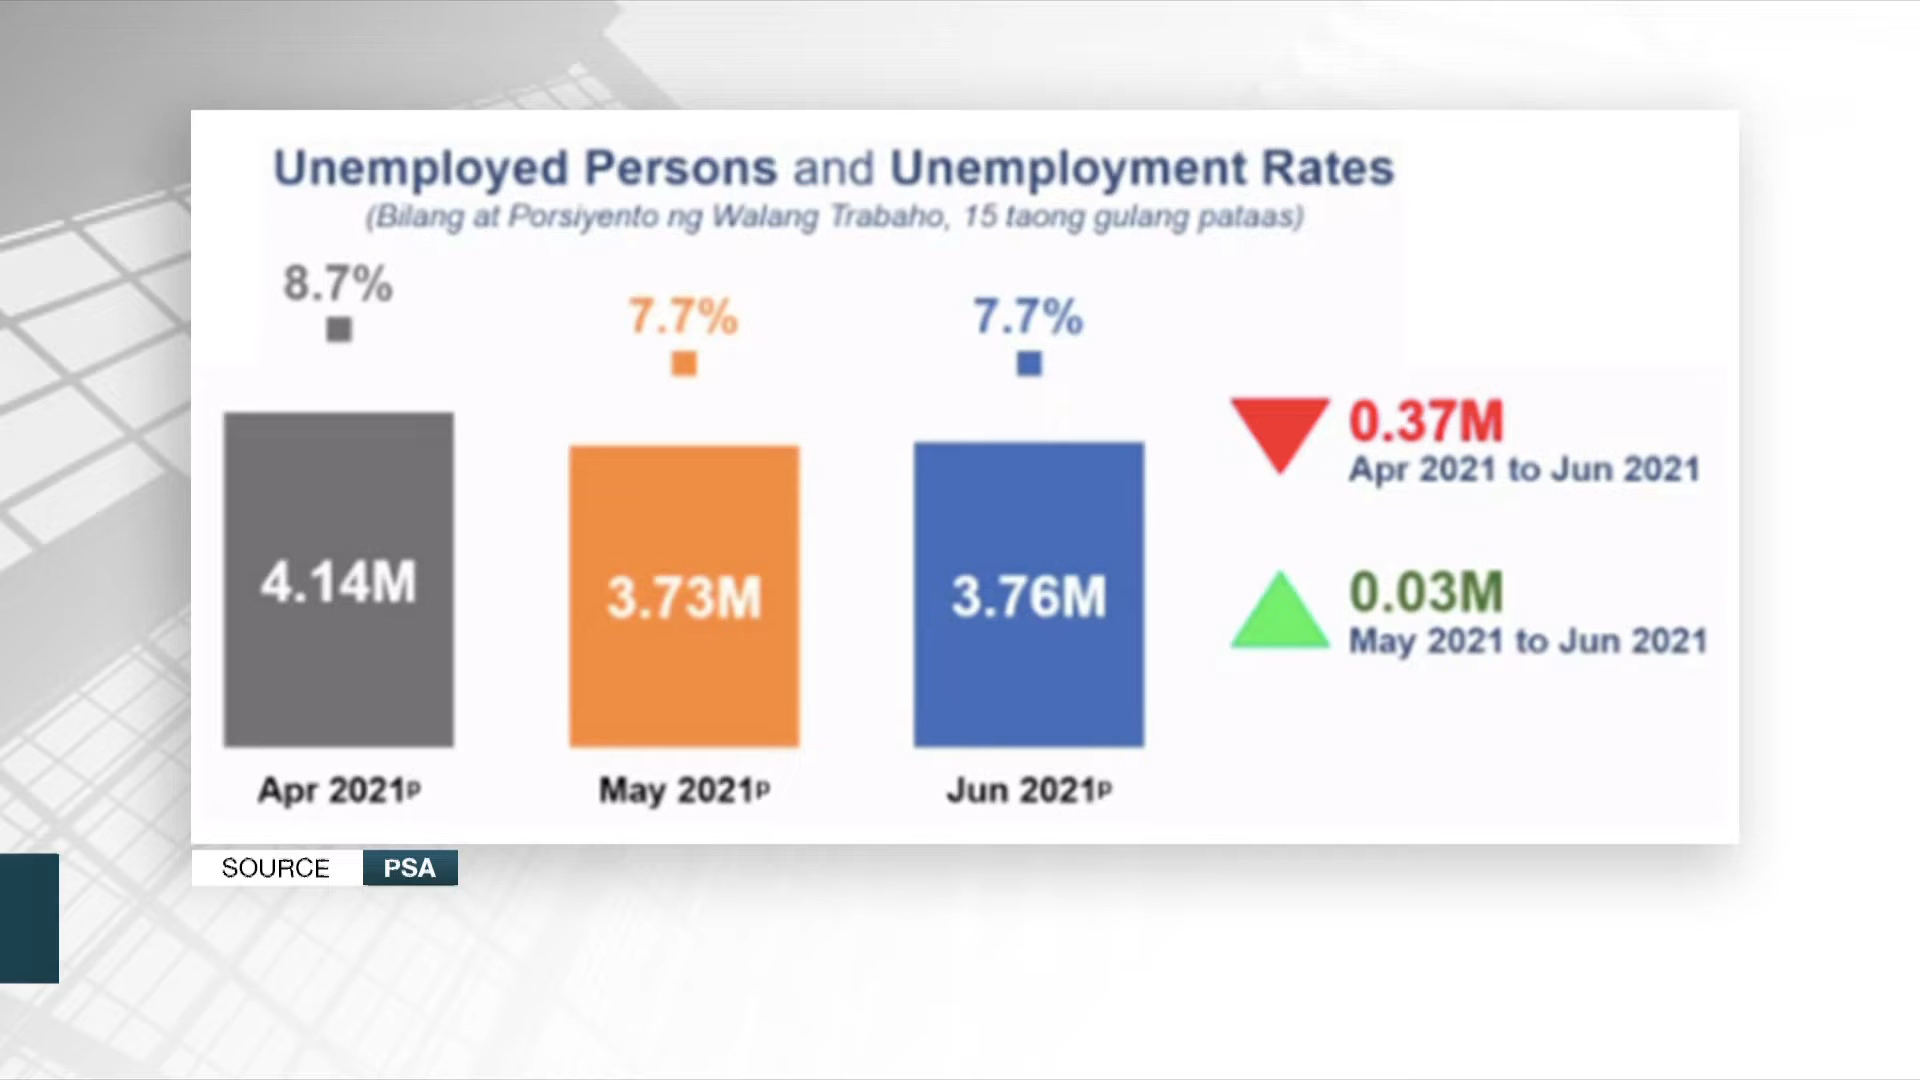 Unemployed Persons and Unemployment Rates
(Bilang at Porsiyento ng Walang Trabaho, 15 taong gulang pataas)
8.7%
7.7%
7.7%
4.14M
3.73M
3.76M
Apr 2021p
May 2021p
Jun 2021p
0.37M
Apr 2021 to Jun 2021
0.03M
May 2021 to Jun 2021
SOURCE PSA